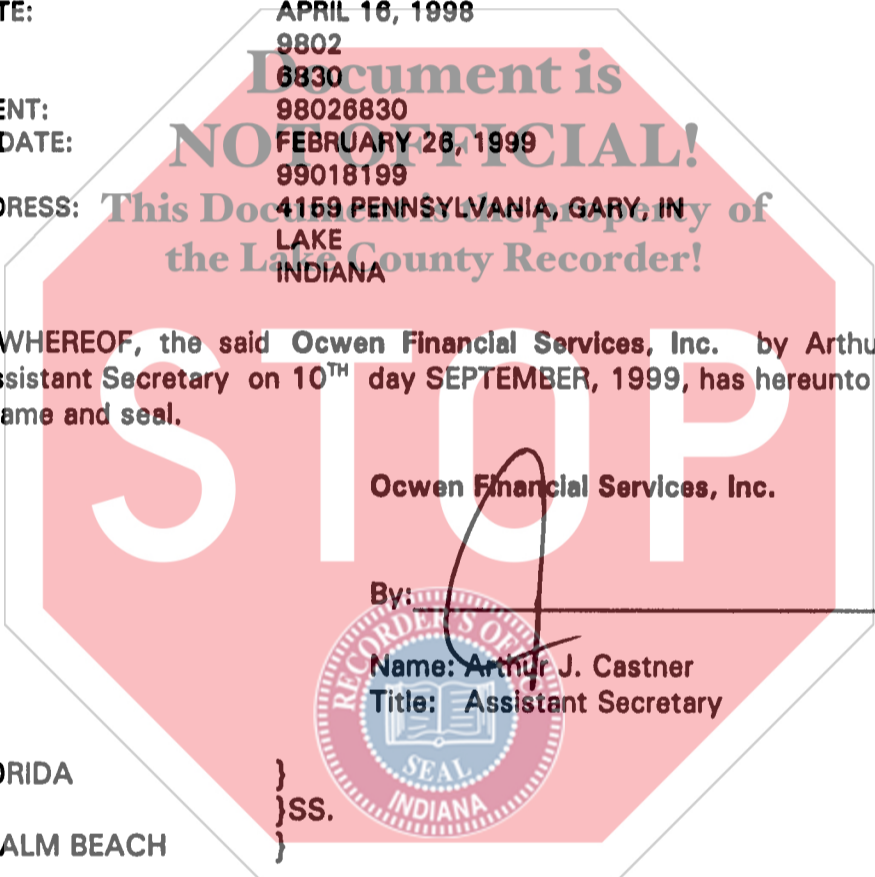 TE: APRIL 16, 1998
9802
6830
ENT: 98026830
DATE: FEBRUARY 26, 1999
99018199
DRESS: 4159 PENNSYLVANIA, GARY, IN
LAKE
INDIANA
Document is
NOT OFFICIAL!
This Document is the property of
the Lake County Recorder!
STOP
WHEREOF, the said Ocwen Financial Services, Inc. by Arthu
ssistant Secretary on 10TH day SEPTEMBER, 1999, has hereunto
ame and seal.
Ocwen Financial Services, Inc.
By:
Name: Arthur J. Castner
Title: Assistant Secretary
RECORDER'S OF
SEAL
INDIANA
ORIDA }
}SS.
ALM BEACH }